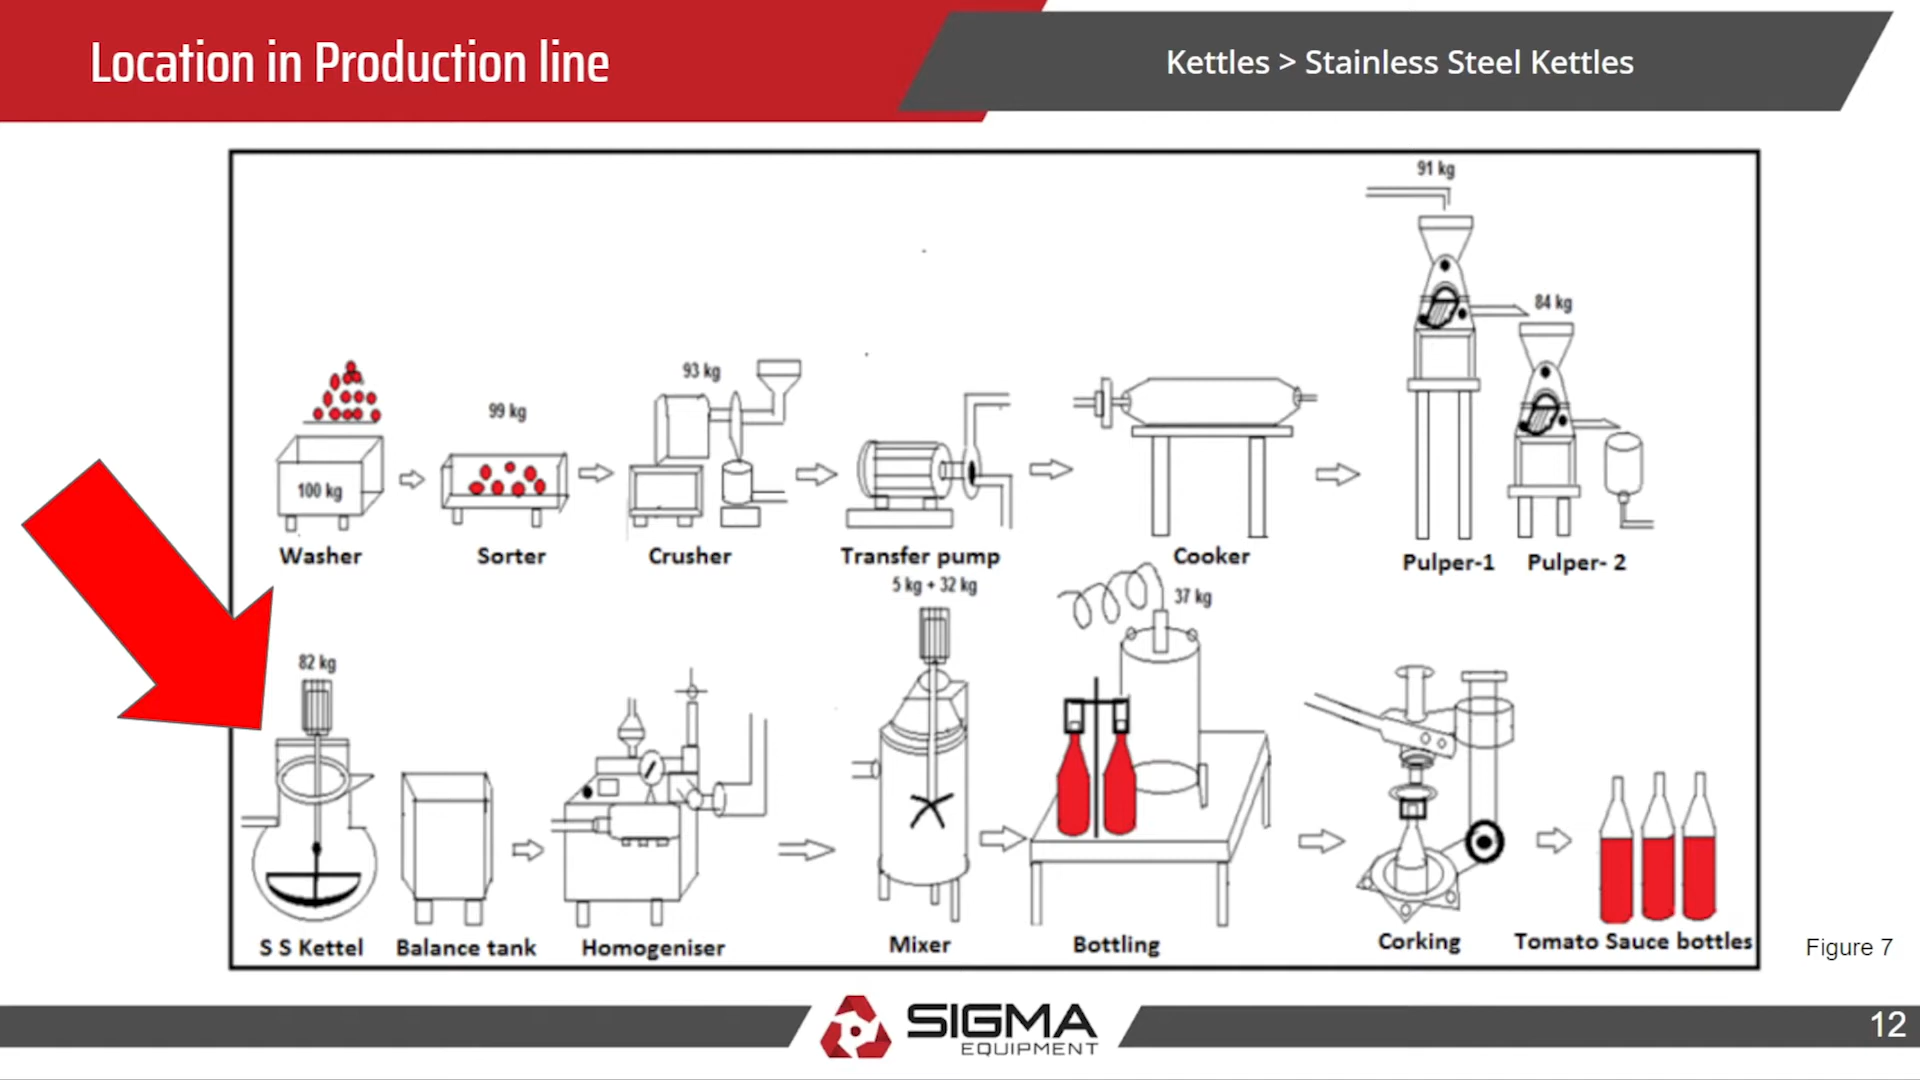 Location in Production line
Kettles > Stainless Steel Kettles
91 kg
84 kg
93 kg
99 kg
100 kg
Washer
Sorter
Crusher
Transfer pump
Cooker
Pulper-1
Pulper- 2
5 kg + 32 kg
37 kg
82 kg
S S Kettel
Balance tank
Homogeniser
Mixer
Bottling
Corking
Tomato Sauce bottles
Figure 7
SIGMA
EQUIPMENT
12